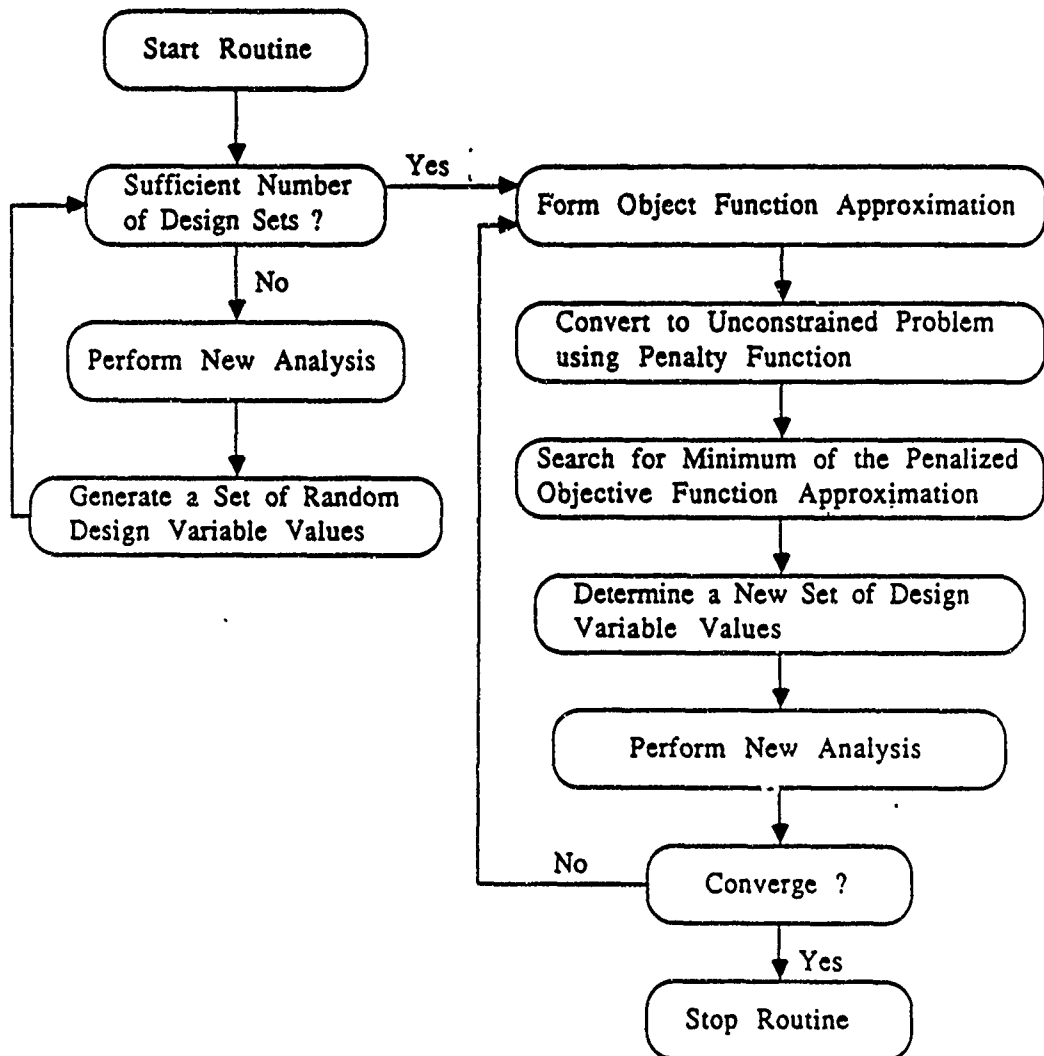 Start Routine
Sufficient Number
of Design Sets ?
Yes
No
Perform New Analysis
Generate a Set of Random
Design Variable Values
Form Object Function Approximation
Convert to Unconstrained Problem
using Penalty Function
Search for Minimum of the Penalized
Objective Function Approximation
Determine a New Set of Design
Variable Values
Perform New Analysis
Converge ?
No
Yes
Stop Routine